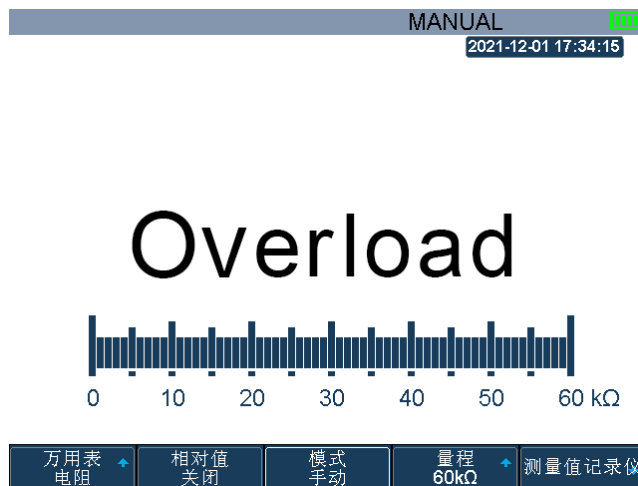 MANUAL
2021-12-01 17:34:15
Overload
0 10 20 30 40 50 60 kΩ
万用表 相对值 模式 量程 测量值记录仪
电阻 关闭 手动 60kΩ